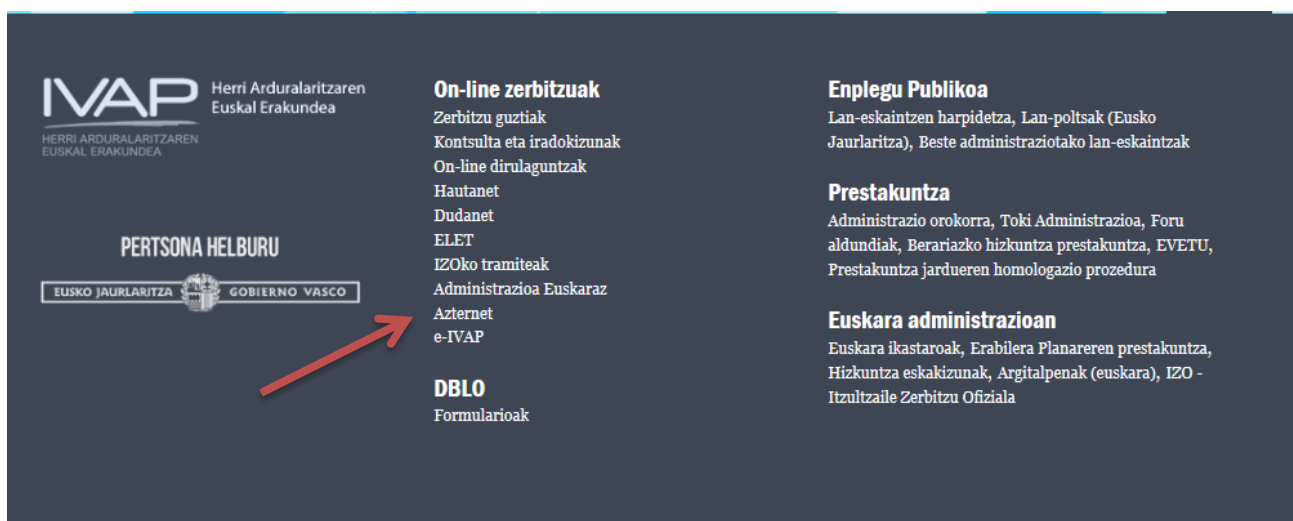 IVAP
Herri Arduralaritzaren
Euskal Erakundea
HERRI ARDURALARITZAREN
EUSKAL ERAKUNDEA
PERTSONA HELBURU
EUSKO JAURLARITZA
GOBIERNO VASCO
On-line zerbitzuak
Zerbitzu guztiak
Kontsulta eta iradokizunak
On-line dirulaguntzak
Hautanet
Dudanet
ELET
IZOko tramiteak
Administrazioa Euskaraz
Azternet
e-IVAP
DBLO
Formularioak
Enplegu Publikoa
Lan-eskaintzen harpidetza, Lan-poltsak (Eusko
Jaurlaritza), Beste administraziotako lan-eskaintzak
Prestakuntza
Administrazio orokorra, Toki Administrazioa, Foru
aldundiak, Berariazko hizkuntza prestakuntza, EVETU,
Prestakuntza jardueren homologazio prozedura
Euskara administrazioan
Euskara ikastaroak, Erabilera Planareren prestakuntza,
Hizkuntza eskakizunak, Argitalpenak (euskara), IZO -
Itzultzaile Zerbitzu Ofiziala